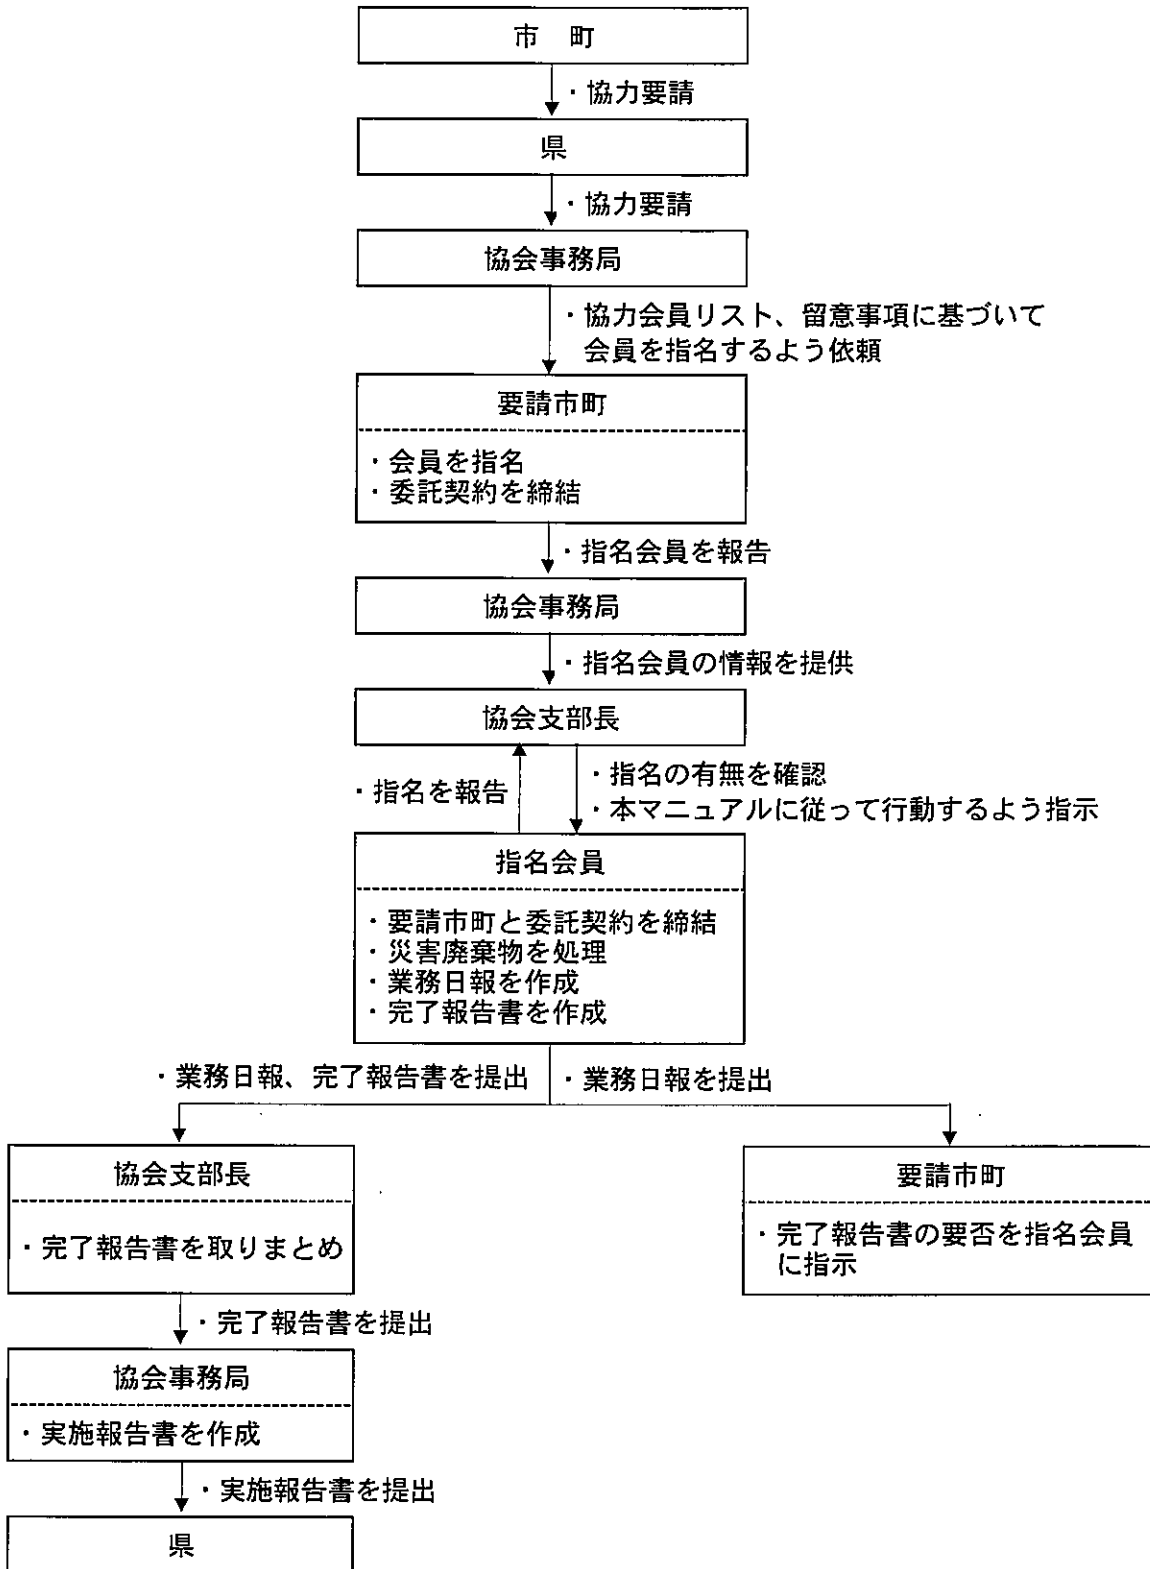 市　町
・協力要請
県
・協力要請
協会事務局
・協力会員リスト、留意事項に基づいて
会員を指名するよう依頼
要請市町
・会員を指名
・委託契約を締結
・指名会員を報告
協会事務局
・指名会員の情報を提供
協会支部長
・指名を報告
・指名の有無を確認
・本マニュアルに従って行動するよう指示
指名会員
・要請市町と委託契約を締結
・災害廃棄物を処理
・業務日報を作成
・完了報告書を作成
・業務日報、完了報告書を提出
・業務日報を提出
協会支部長
・完了報告書を取りまとめ
要請市町
・完了報告書の要否を指名会員
に指示
・完了報告書を提出
協会事務局
・実施報告書を作成
・実施報告書を提出
県